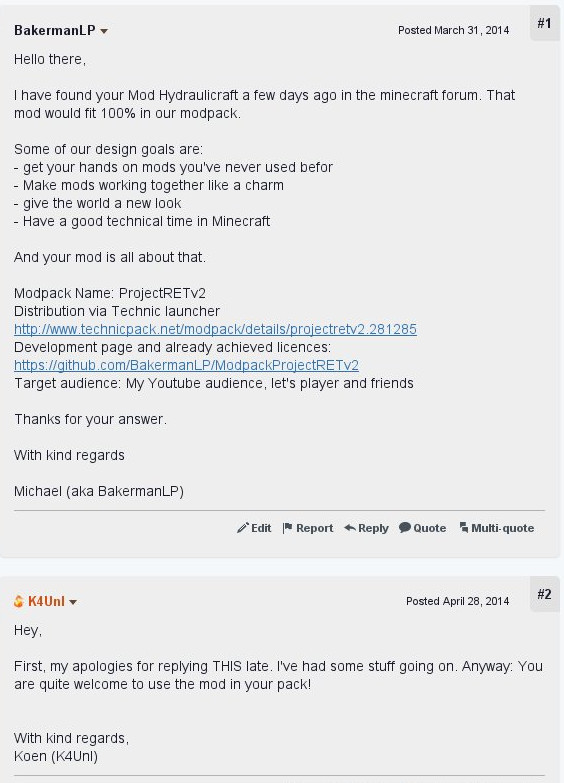 BakermanLP
Posted March 31, 2014
#1
Hello there,
I have found your Mod Hydraulicraft a few days ago in the minecraft forum. That
mod would fit 100% in our modpack.
Some of our design goals are:
- get your hands on mods you've never used befor
- Make mods working together like a charm
- give the world a new look
- Have a good technical time in Minecraft
And your mod is all about that.
Modpack Name: ProjectRETv2
Distribution via Technic launcher
http://www.technicpack.net/modpack/details/projectretv2.281285
Development page and already achieved licences:
https://github.com/BakermanLP/ModpackProjectRETv2
Target audience: My Youtube audience, let's player and friends
Thanks for your answer.
With kind regards
Michael (aka BakermanLP)
Edit Report Reply Quote Multi-quote
K4Unl
Posted April 28, 2014
#2
Hey,
First, my apologies for replying THIS late. I've had some stuff going on. Anyway: You
are quite welcome to use the mod in your pack!
With kind regards,
Koen (K4Unl)